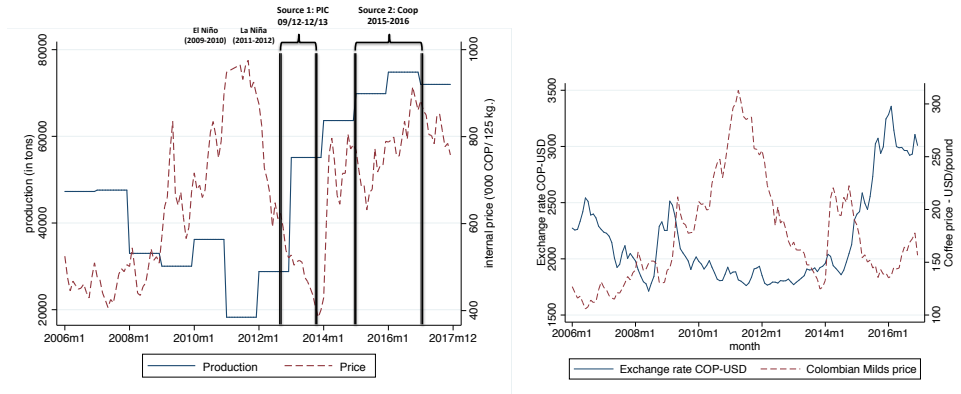 Source 1: PIC
09/12-12/13
Source 2: Coop
2015-2016
El Niño
(2009-2010)
La Niña
(2011-2012)
production (in tons)
20000
40000
60000
80000
internal price ('000 COP/ 125 kg.)
400
600
800
1000
2006m1
2008m1
2010m1
2012m1
2014m1
2016m1
2017m12
Production
Price
Exchange rate COP-USD
1500
2000
2500
3000
3500
Coffee price - USD/pound
100
150
200
250
300
2006m1
2008m1
2010m1
2012m1
2014m1
2016m1
month
Exchange rate COP-USD
Colombian Milds price